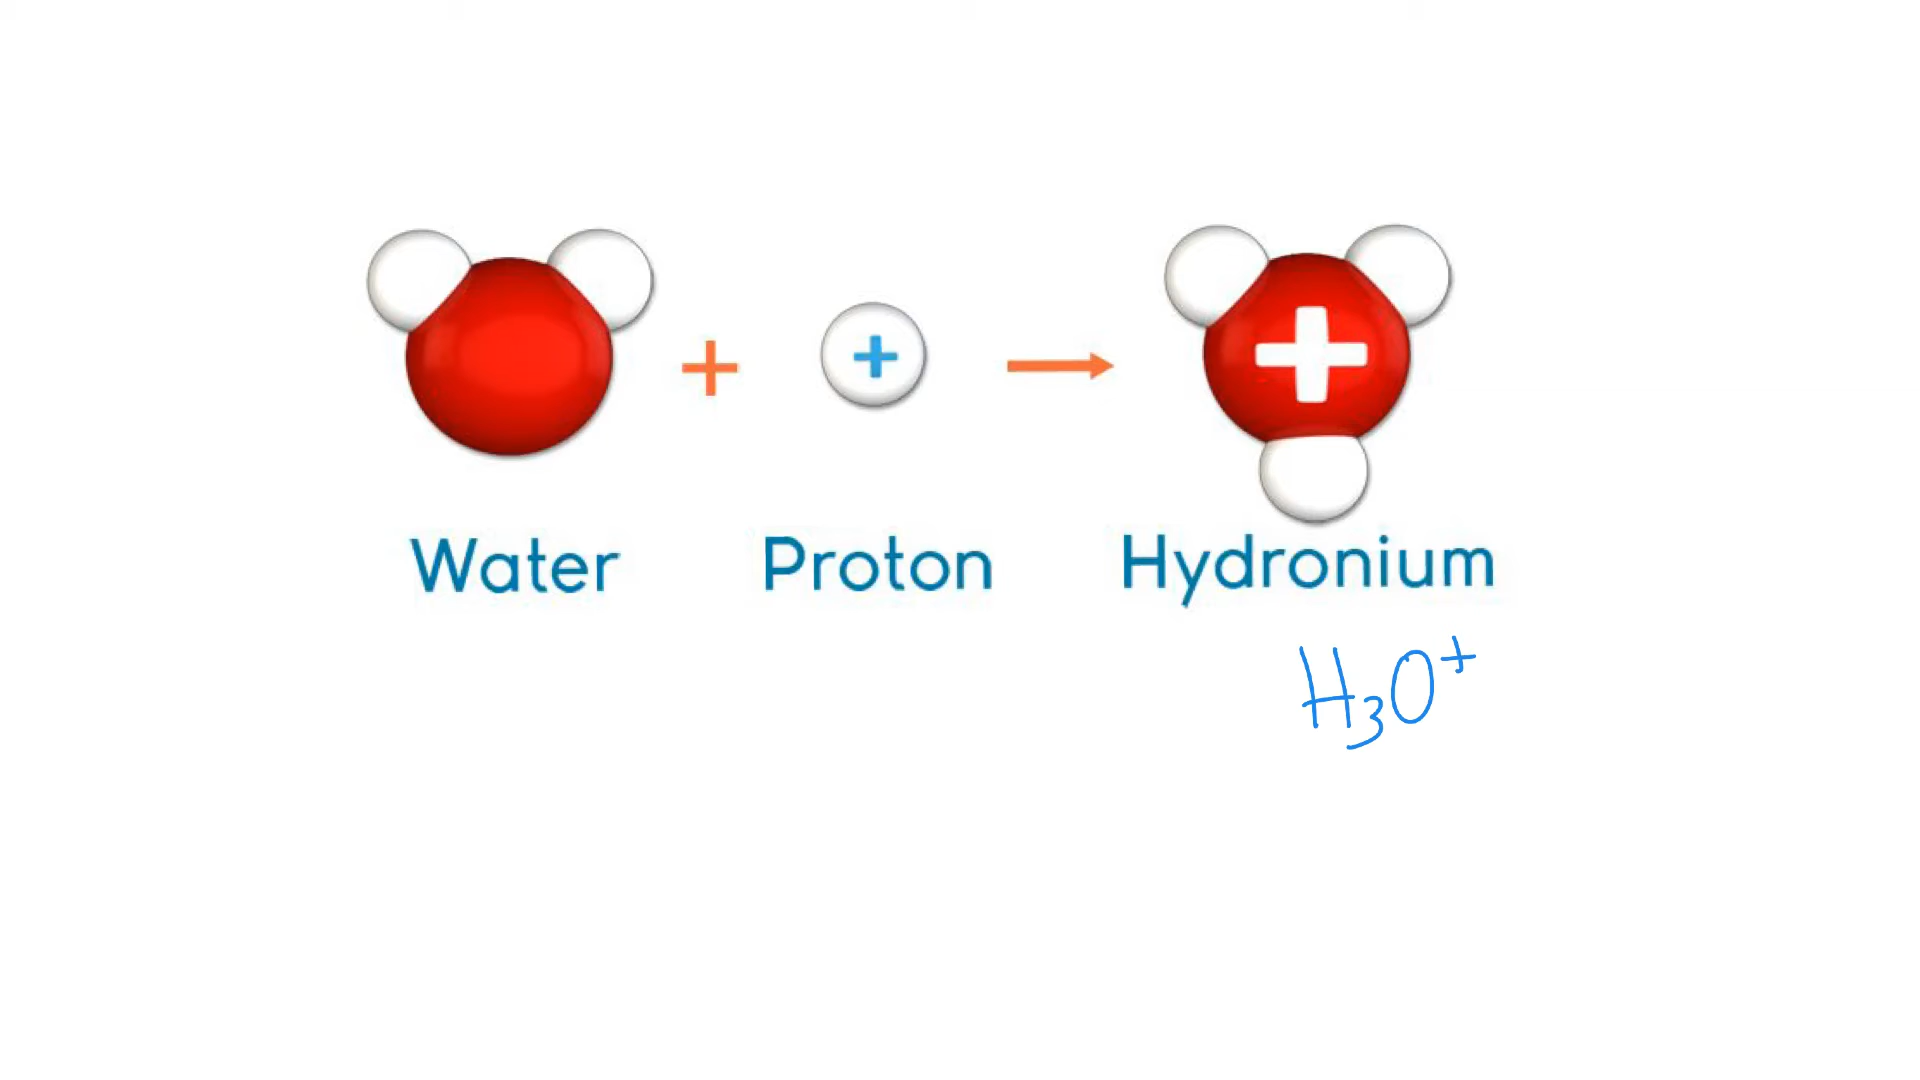 + + → +
Water Proton Hydronium
H₃O⁺